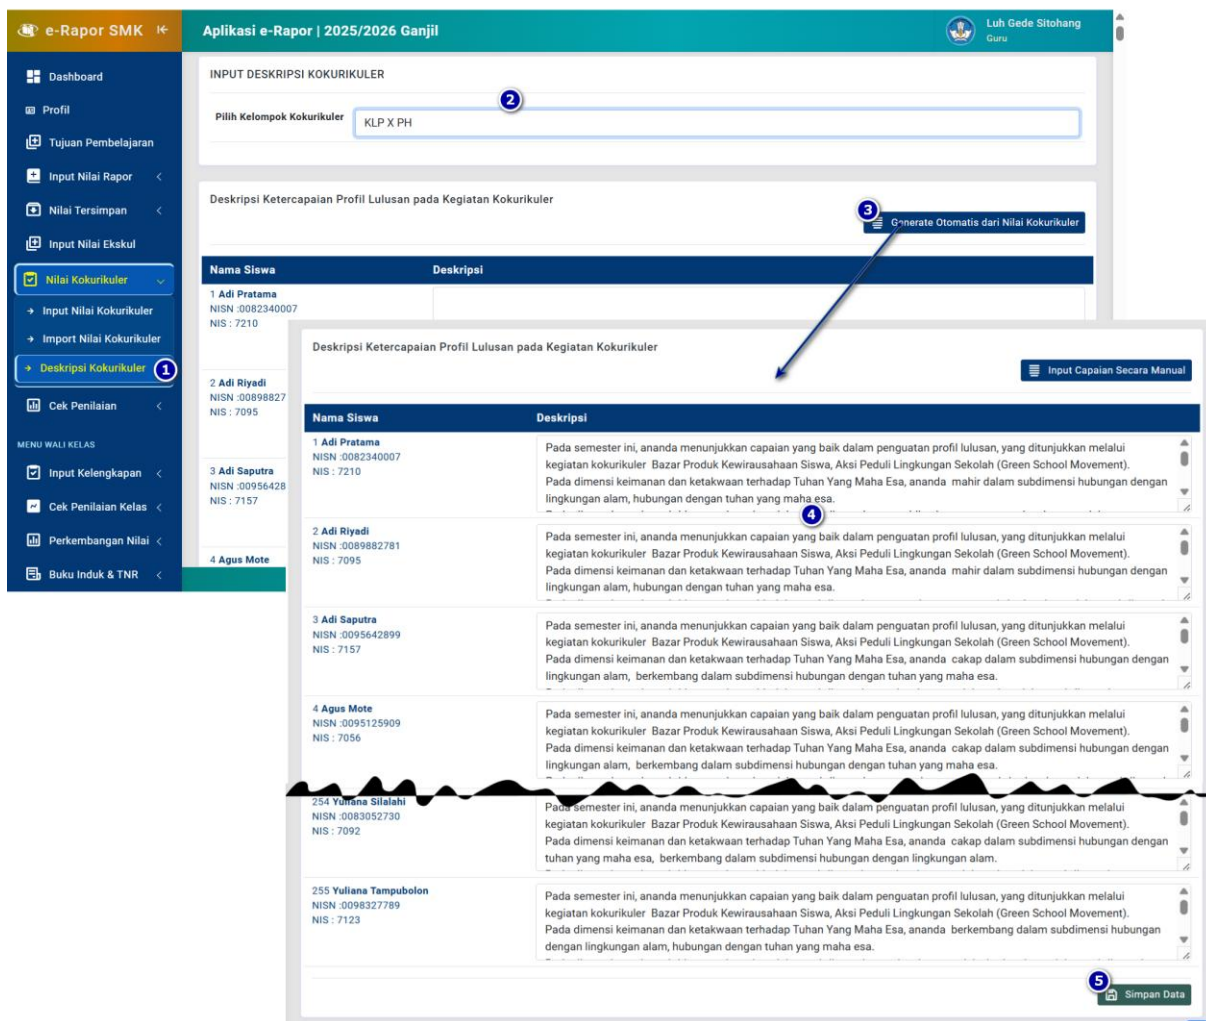 e-Rapor SMK
Aplikasi e-Rapor | 2025/2026 Ganjil
Luh Gede Sitohang
Guru
Dashboard
Profil
Tujuan Pembelajaran
Input Nilai Rapor
Nilai Tersimpan
Input Nilai Ekskul
Nilai Kokurikuler
Input Nilai Kokurikuler
Import Nilai Kokurikuler
Deskripsi Kokurikuler 1
Cek Penilaian
MENU WALI KELAS
Input Kelengkapan
Cek Penilaian Kelas
Perkembangan Nilai
Buku Induk & TNR
INPUT DESKRIPSI KOKURIKULER
2
Pilih Kelompok Kokurikuler KLP X PH
Deskripsi Ketercapaian Profil Lulusan pada Kegiatan Kokurikuler
3
Generate Otomatis dari Nilai Kokurikuler
Nama Siswa Deskripsi
1 Adi Pratama
NISN :0082340007
NIS : 7210
2 Adi Riyadi
NISN :00898827
NIS : 7095
3 Adi Saputra
NISN :00956428
NIS : 7157
4 Agus Mote
Deskripsi Ketercapaian Profil Lulusan pada Kegiatan Kokurikuler
Input Capaian Secara Manual
Nama Siswa Deskripsi
1 Adi Pratama
NISN :0082340007
NIS : 7210
Pada semester ini, ananda menunjukkan capaian yang baik dalam penguatan profil lulusan, yang ditunjukkan melalui
kegiatan kokurikuler Bazar Produk Kewirausahaan Siswa, Aksi Peduli Lingkungan Sekolah (Green School Movement).
Pada dimensi keimanan dan ketakwaan terhadap Tuhan Yang Maha Esa, ananda mahir dalam subdimensi hubungan dengan
lingkungan alam, hubungan dengan tuhan yang maha esa.
4
2 Adi Riyadi
NISN :0089882781
NIS : 7095
Pada semester ini, ananda menunjukkan capaian yang baik dalam penguatan profil lulusan, yang ditunjukkan melalui
kegiatan kokurikuler Bazar Produk Kewirausahaan Siswa, Aksi Peduli Lingkungan Sekolah (Green School Movement).
Pada dimensi keimanan dan ketakwaan terhadap Tuhan Yang Maha Esa, ananda mahir dalam subdimensi hubungan dengan
lingkungan alam, hubungan dengan tuhan yang maha esa.
3 Adi Saputra
NISN :0095642899
NIS : 7157
Pada semester ini, ananda menunjukkan capaian yang baik dalam penguatan profil lulusan, yang ditunjukkan melalui
kegiatan kokurikuler Bazar Produk Kewirausahaan Siswa, Aksi Peduli Lingkungan Sekolah (Green School Movement).
Pada dimensi keimanan dan ketakwaan terhadap Tuhan Yang Maha Esa, ananda cakap dalam subdimensi hubungan dengan
lingkungan alam, berkembang dalam subdimensi hubungan dengan tuhan yang maha esa.
4 Agus Mote
NISN :0095125909
NIS : 7056
Pada semester ini, ananda menunjukkan capaian yang baik dalam penguatan profil lulusan, yang ditunjukkan melalui
kegiatan kokurikuler Bazar Produk Kewirausahaan Siswa, Aksi Peduli Lingkungan Sekolah (Green School Movement).
Pada dimensi keimanan dan ketakwaan terhadap Tuhan Yang Maha Esa, ananda cakap dalam subdimensi hubungan dengan
lingkungan alam, berkembang dalam subdimensi hubungan dengan tuhan yang maha esa.
254 Yuliana Silalahi
NISN :0083052730
NIS : 7092
Pada semester ini, ananda menunjukkan capaian yang baik dalam penguatan profil lulusan, yang ditunjukkan melalui
kegiatan kokurikuler Bazar Produk Kewirausahaan Siswa, Aksi Peduli Lingkungan Sekolah (Green School Movement).
Pada dimensi keimanan dan ketakwaan terhadap Tuhan Yang Maha Esa, ananda cakap dalam subdimensi hubungan dengan
tuhan yang maha esa, berkembang dalam subdimensi hubungan dengan lingkungan alam.
255 Yuliana Tampubolon
NISN :0098327789
NIS : 7123
Pada semester ini, ananda menunjukkan capaian yang baik dalam penguatan profil lulusan, yang ditunjukkan melalui
kegiatan kokurikuler Bazar Produk Kewirausahaan Siswa, Aksi Peduli Lingkungan Sekolah (Green School Movement).
Pada dimensi keimanan dan ketakwaan terhadap Tuhan Yang Maha Esa, ananda berkembang dalam subdimensi hubungan
dengan lingkungan alam, hubungan dengan tuhan yang maha esa.
5
Simpan Data